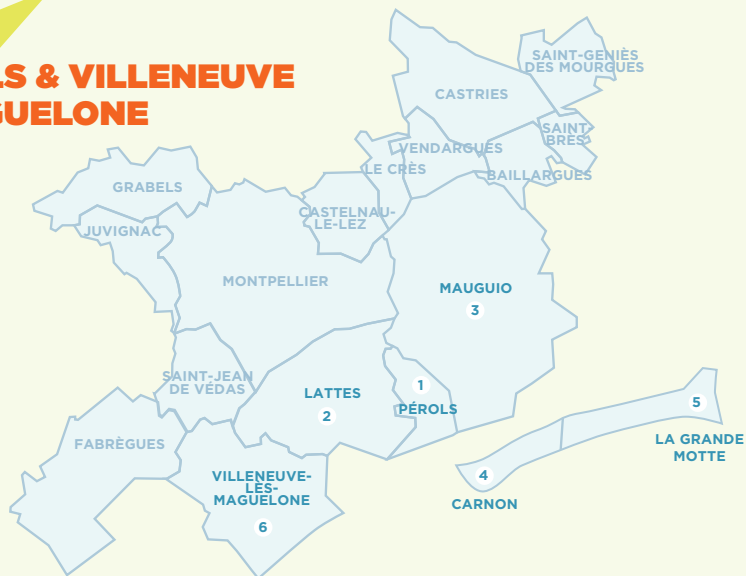 LS & VILLENEUVE
GUELONE
SAINT-GENIÈS
DES MOURGUES
CASTRIES
SAINT-
BRÈS
VENDARGUES
LE CRÈS
BAILLARGUES
GRABELS
CASTELNAU-
LE-LEZ
JUVIGNAC
MONTPELLIER
MAUGUIO
3
SAINT-JEAN
DE VÉDAS
LATTES
2
1
PÉROLS
5
LA GRANDE
MOTTE
FABRÈGUES
4
CARNON
VILLENEUVE-
LÈS-
MAGUELONE
6